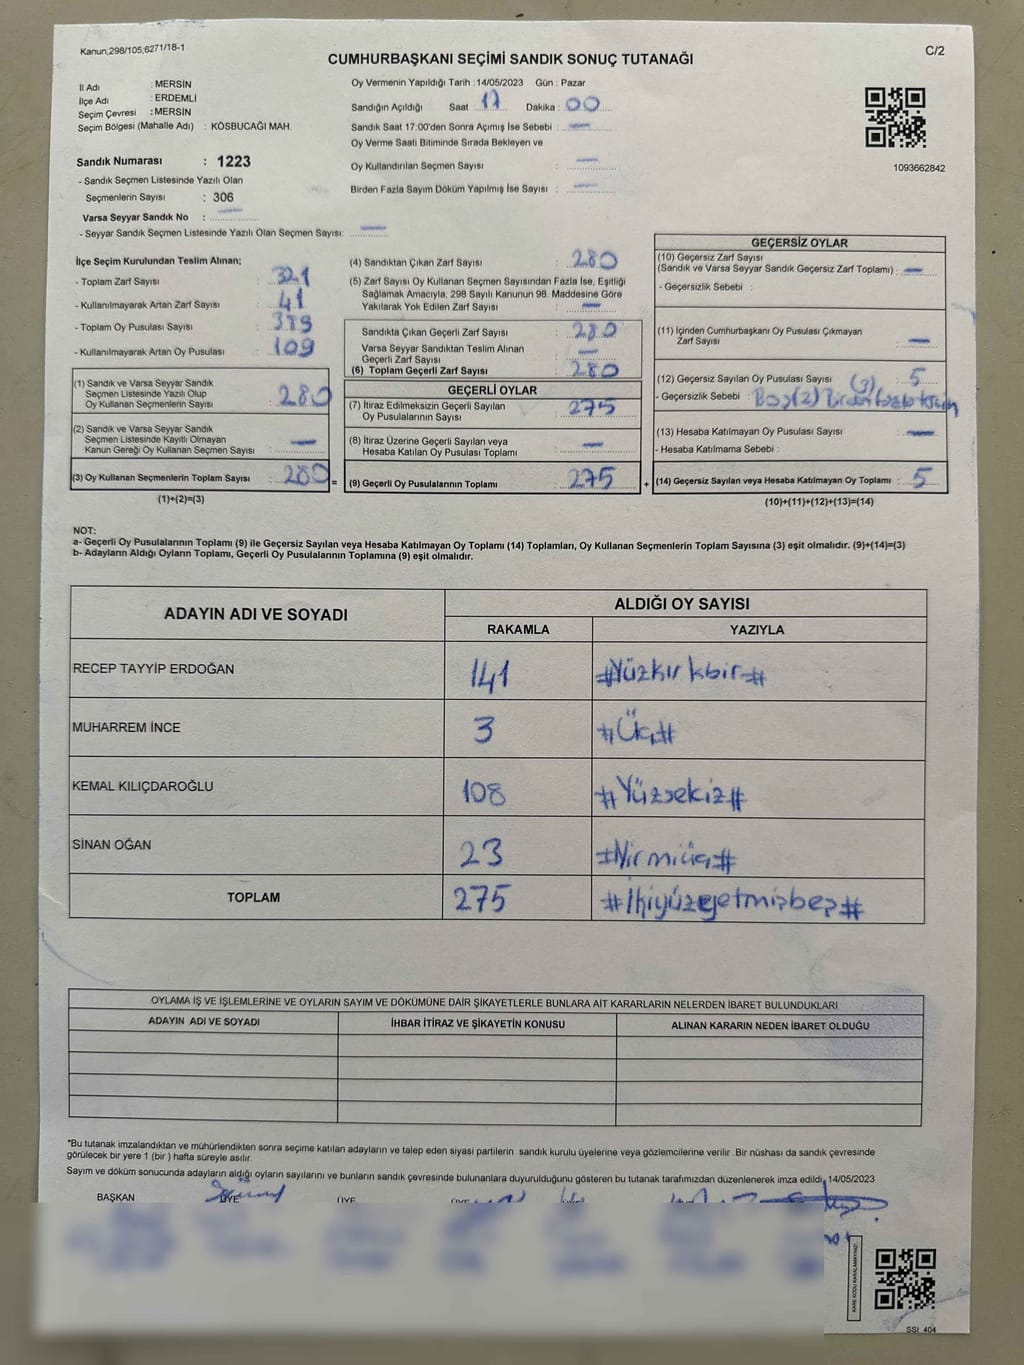 Kanun,298/105,6271/18-1
CUMHURBAŞKANI SEÇİMİ SANDIK SONUÇ TUTANAĞI
C/2
İl Adı : MERSİN
İlçe Adı : ERDEMLİ
Seçim Çevresi : MERSİN
Seçim Bölgesi (Mahalle Adı) : KÖSBUCAĞI MAH.
Sandık Numarası : 1223
- Sandık Seçmen Listesinde Yazılı Olan
Seçmenlerin Sayısı : 306
Varsa Seyyar Sandık No :
- Seyyar Sandık Seçmen Listesinde Yazılı Olan Seçmen Sayısı:
Oy Vermenin Yapıldığı Tarih : 14/05/2023 Gün : Pazar
Sandığın Açıldığı Saat : 17 Dakika : 00
Sandık Saat 17:00'den Sonra Açımış İse Sebebi :
Oy Verme Saati Bitiminde Sırada Bekleyen ve
Oy Kullandırılan Seçmen Sayısı :
Birden Fazla Sayım Döküm Yapılmış İse Sayısı :
1093662842
İlçe Seçim Kurulundan Teslim Alınan;
- Toplam Zarf Sayısı : 321
- Kullanılmayarak Artan Zarf Sayısı : 41
- Toplam Oy Pusulası Sayısı : 389
- Kullanılmayarak Artan Oy Pusulası : 109
(1) Sandık ve Varsa Seyyar Sandık
Seçmen Listesinde Yazılı Olup
Oy Kullanan Seçmenlerin Sayısı : 280
(2) Sandık ve Varsa Seyyar Sandık
Seçmen Listesinde Kayıtlı Olmayan
Kanun Gereği Oy Kullanan Seçmen Sayısı :
(3) Oy Kullanan Seçmenlerin Toplam Sayısı : 280
(1)+(2)=(3)
(4) Sandıktan Çıkan Zarf Sayısı : 280
(5) Zarf Sayısı Oy Kullanan Seçmen Sayısından Fazla İse, Eşitliği
Sağlamak Amacıyla, 298 Sayılı Kanunun 98. Maddesine Göre
Yakılarak Yok Edilen Zarf Sayısı :
Sandıkta Çıkan Geçerli Zarf Sayısı : 280
Varsa Seyyar Sandıktan Teslim Alınan
Geçerli Zarf Sayısı :
(6) Toplam Geçerli Zarf Sayısı : 280
GEÇERLİ OYLAR
(7) İtiraz Edilmeksizin Geçerli Sayılan
Oy Pusulalarının Sayısı : 275
(8) İtiraz Üzerine Geçerli Sayılan veya
Hesaba Katılan Oy Pusulası Toplamı :
= (9) Geçerli Oy Pusulalarının Toplamı : 275
GEÇERSİZ OYLAR
(10) Geçersiz Zarf Sayısı
(Sandık ve Varsa Seyyar Sandık Geçersiz Zarf Toplamı) :
- Geçersizlik Sebebi :
(11) İçinden Cumhurbaşkanı Oy Pusulası Çıkmayan
Zarf Sayısı :
(12) Geçersiz Sayılan Oy Pusulası Sayısı : 5
- Geçersizlik Sebebi : Boş (2) Birden fazla (3)
(13) Hesaba Katılmayan Oy Pusulası Sayısı :
- Hesaba Katılmama Sebebi :
+ (14) Geçersiz Sayılan veya Hesaba Katılmayan Oy Toplamı : 5
(10)+(11)+(12)+(13)=(14)
NOT:
a- Geçerli Oy Pusulalarının Toplamı (9) ile Geçersiz Sayılan veya Hesaba Katılmayan Oy Toplamı (14) Toplamları, Oy Kullanan Seçmenlerin Toplam Sayısına (3) eşit olmalıdır. (9)+(14)=(3)
b- Adayların Aldığı Oyların Toplamı, Geçerli Oy Pusulalarının Toplamına (9) eşit olmalıdır.
ADAYIN ADI VE SOYADI
ALDIĞI OY SAYISI
RAKAMLA YAZIYLA
RECEP TAYYİP ERDOĞAN 141 #Yüzkırkbir#
MUHARREM İNCE 3 #Üç#
KEMAL KILIÇDAROĞLU 108 #Yüzsekiz#
SİNAN OĞAN 23 #Yirmiüç#
TOPLAM 275 #İkiyüzyetmişbeş#
OYLAMA İŞ VE İŞLEMLERİNE VE OYLARIN SAYIM VE DÖKÜMÜNE DAİR ŞİKAYETLERLE BUNLARA AİT KARARLARIN NELERDEN İBARET BULUNDUKLARI
ADAYIN ADI VE SOYADI İHBAR İTİRAZ VE ŞİKAYETİN KONUSU ALINAN KARARIN NEDEN İBARET OLDUĞU
"Bu tutanak imzalandıktan ve mühürlendikten sonra seçime katılan adayların ve talep eden siyasi partilerin sandık kurulu üyelerine veya gözlemcilerine verilir .Bir nüshası da sandık çevresinde
görülecek bir yere 1 (bir ) hafta süreyle asılır.
Sayım ve döküm sonucunda adayların aldığı oyların sayılarını ve bunların sandık çevresinde bulunanlara duyurulduğunu gösteren bu tutanak tarafımızdan düzenlenerek imza edildi. 14/05/2023
BAŞKAN ÜYE ÜYE ÜYE
KARE KODU KARALAMAYINIZ!
SSI 404